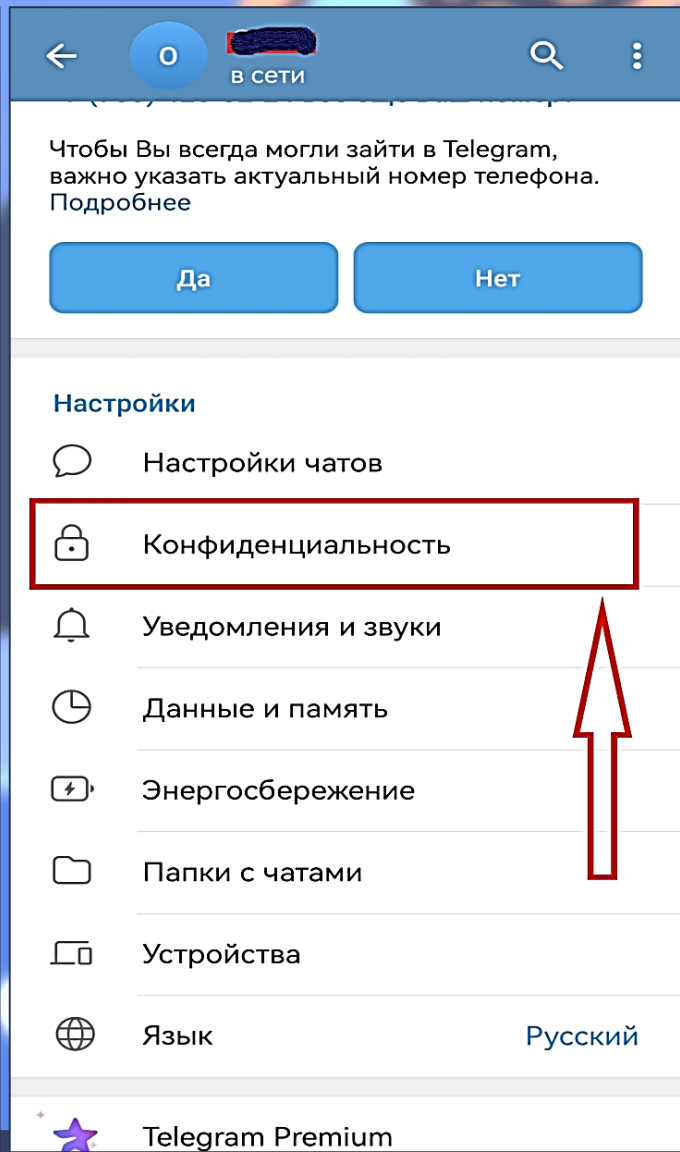 О
в сети
Чтобы Вы всегда могли зайти в Telegram,
важно указать актуальный номер телефона.
Подробнее
Да
Нет
Настройки
Настройки чатов
Конфиденциальность
Уведомления и звуки
Данные и память
Энергосбережение
Папки с чатами
Устройства
Язык
Русский
Telegram Premium